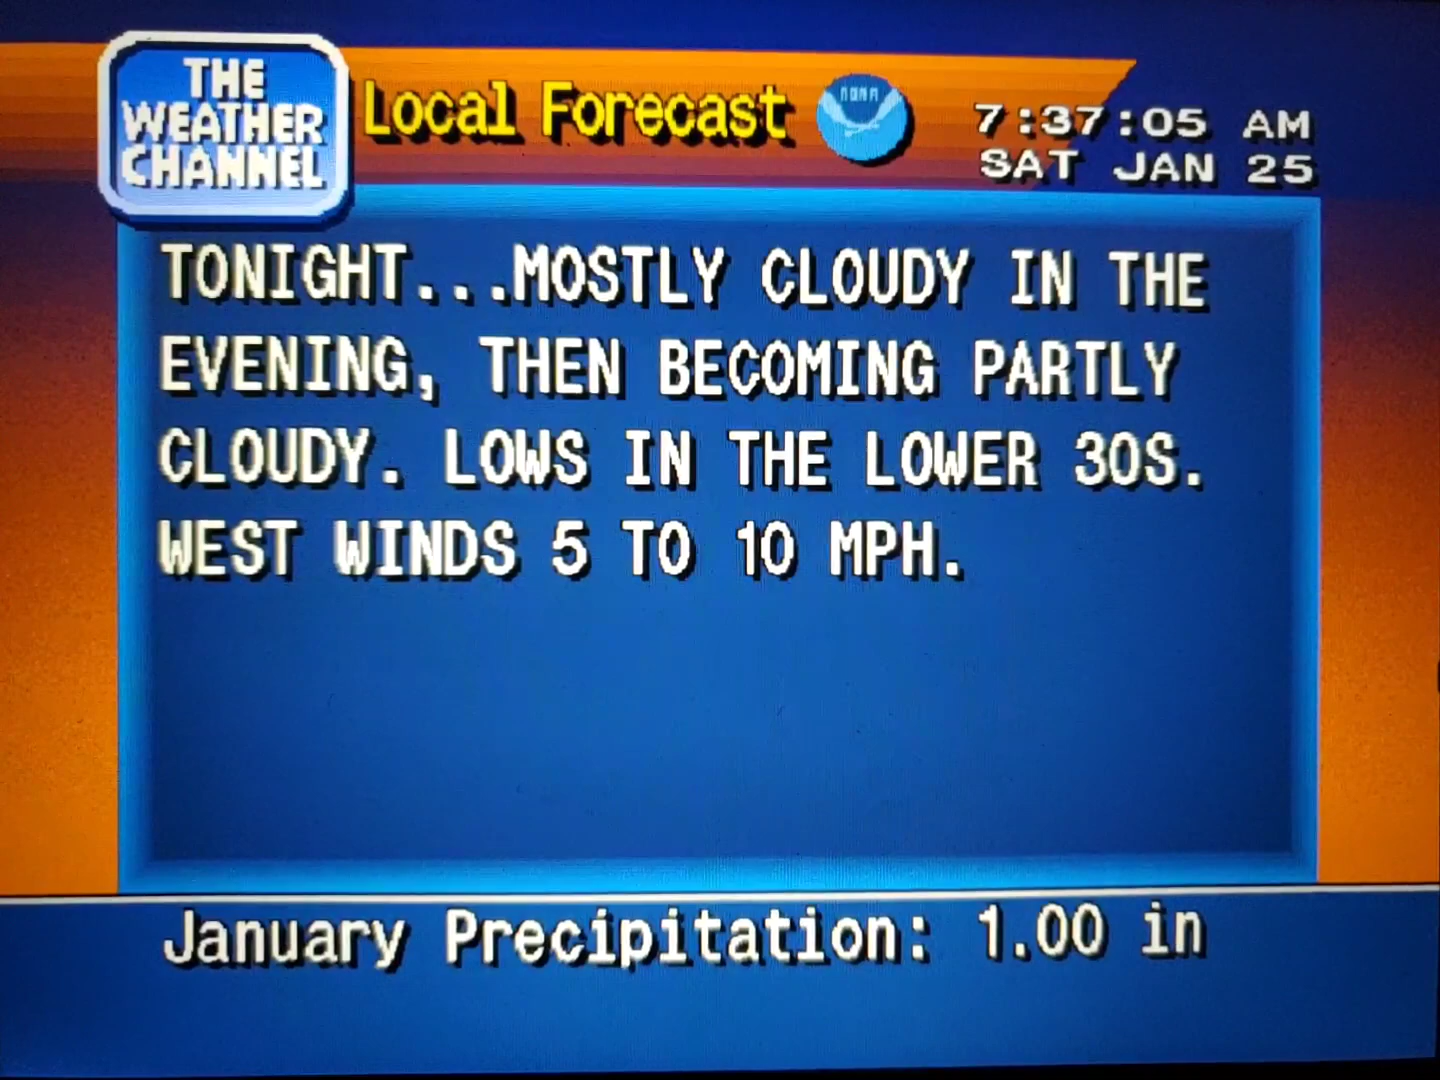 THE
WEATHER
CHANNEL
Local Forecast
NOAA
7:37:05 AM
SAT JAN 25
TONIGHT...MOSTLY CLOUDY IN THE
EVENING, THEN BECOMING PARTLY
CLOUDY. LOWS IN THE LOWER 30S.
WEST WINDS 5 TO 10 MPH.
January Precipitation: 1.00 in